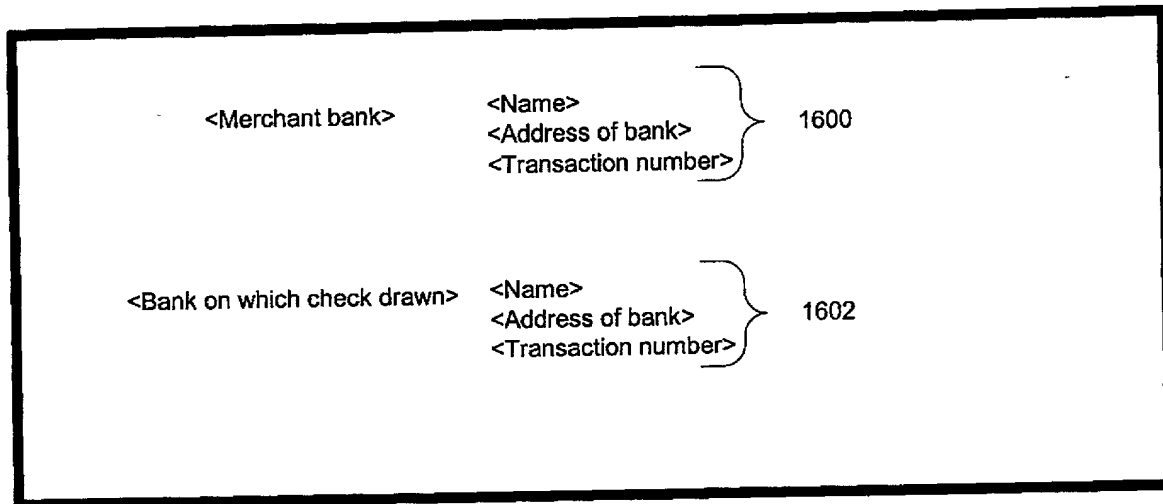 <Merchant bank> <Name>
<Address of bank> 1600
<Transaction number>
<Bank on which check drawn> <Name>
<Address of bank> 1602
<Transaction number>